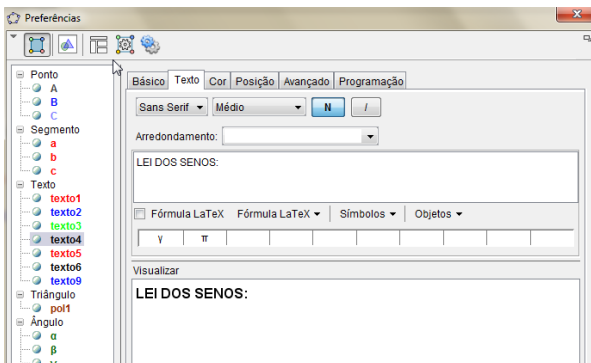 Preferências
Ponto
A
B
C
Segmento
a
b
c
Texto
texto1
texto2
texto3
texto4
texto5
texto6
texto9
Triângulo
pol1
Ângulo
α
β
Básico Texto Cor Posição Avançado Programação
Sans Serif Médio N I
Arredondamento:
LEI DOS SENOS:
Fórmula LaTeX Fórmula LaTeX Símbolos Objetos
γ π
Visualizar
LEI DOS SENOS: